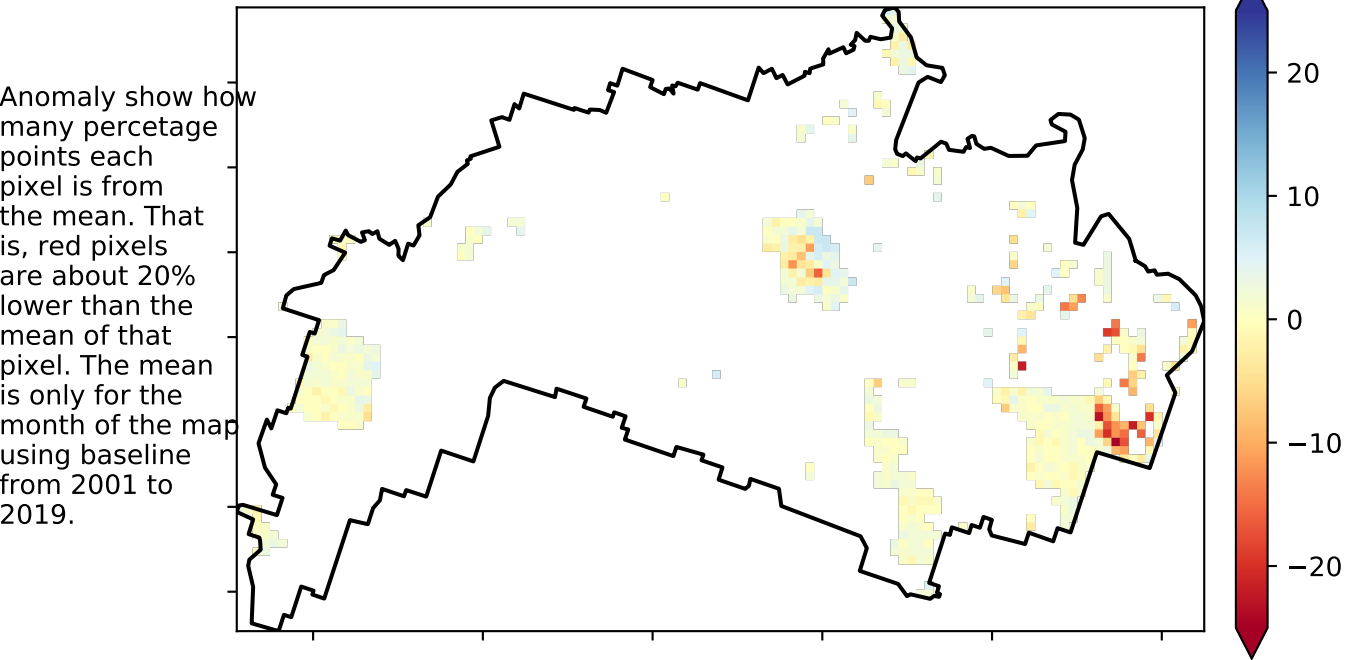 Anomaly show how
many percetage
points each
pixel is from
the mean. That
is, red pixels
are about 20%
lower than the
mean of that
pixel. The mean
is only for the
month of the map
using baseline
from 2001 to
2019.
20
10
0
−10
−20